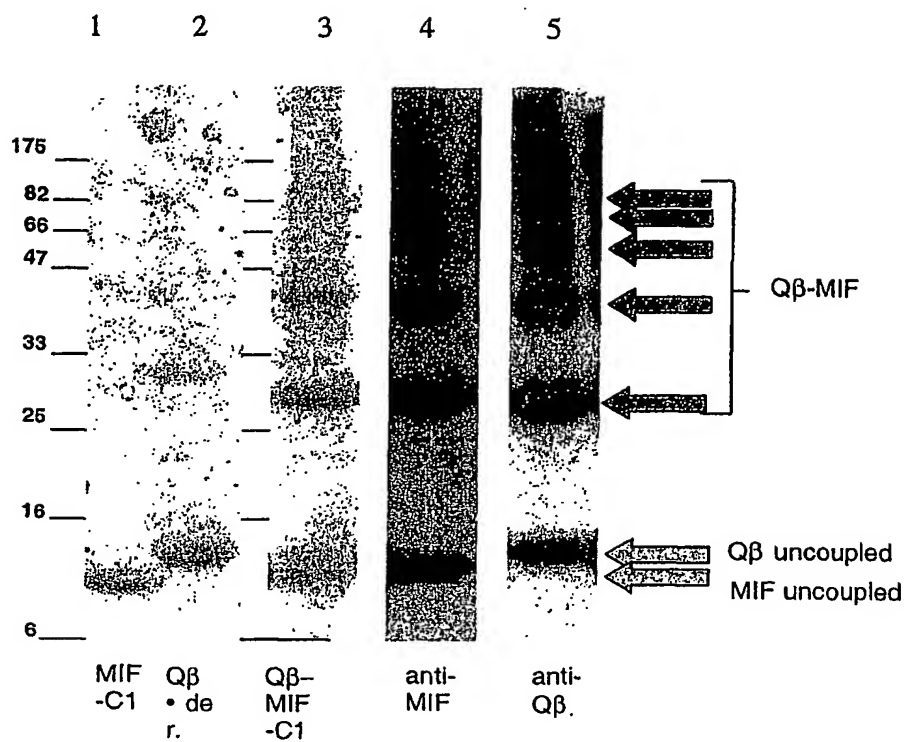 1 2 3 4 5
175
82
66
47
Qβ-MIF
33
25
16
Qβ uncoupled
MIF uncoupled
6
MIF Qβ Qβ– anti- anti-
-C1 • de MIF MIF Qβ.
r. -C1